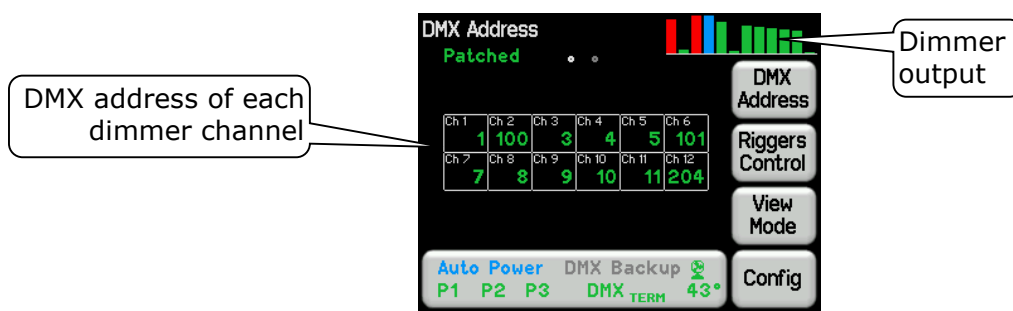 DMX Address
Patched
Dimmer
output
DMX
Address
DMX address of each
dimmer channel
Ch 1 Ch 2 Ch 3 Ch 4 Ch 5 Ch 6
1 100 3 4 5 101
Ch 7 Ch 8 Ch 9 Ch 10 Ch 11 Ch 12
7 8 9 10 11 204
Riggers
Control
View
Mode
Auto Power DMX Backup
P1 P2 P3 DMX TERM 43°
Config